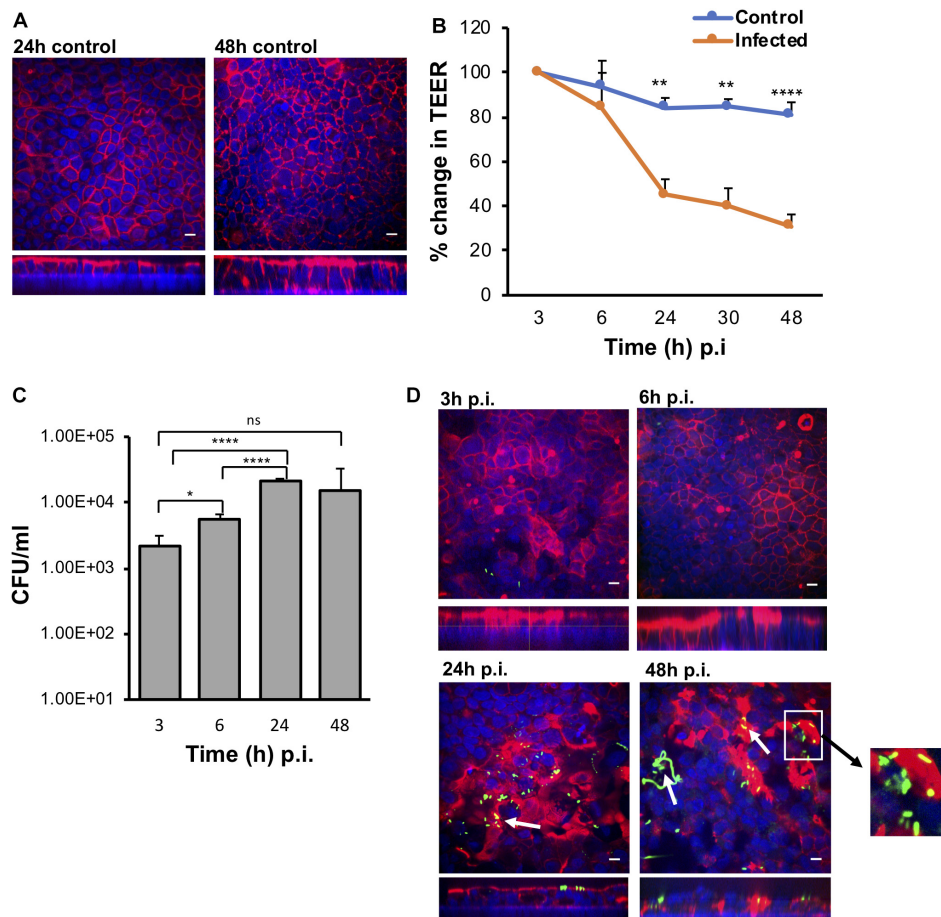 A
24h control
48h control
B
Control
Infected
120
100
80
60
40
20
0
% change in TEER
**
**
****
3
6
24
30
48
Time (h) p.i
C
1.00E+05
1.00E+04
1.00E+03
1.00E+02
1.00E+01
CFU/ml
ns
****
****
*
3
6
24
48
Time (h) p.i.
D
3h p.i.
6h p.i.
24h p.i.
48h p.i.